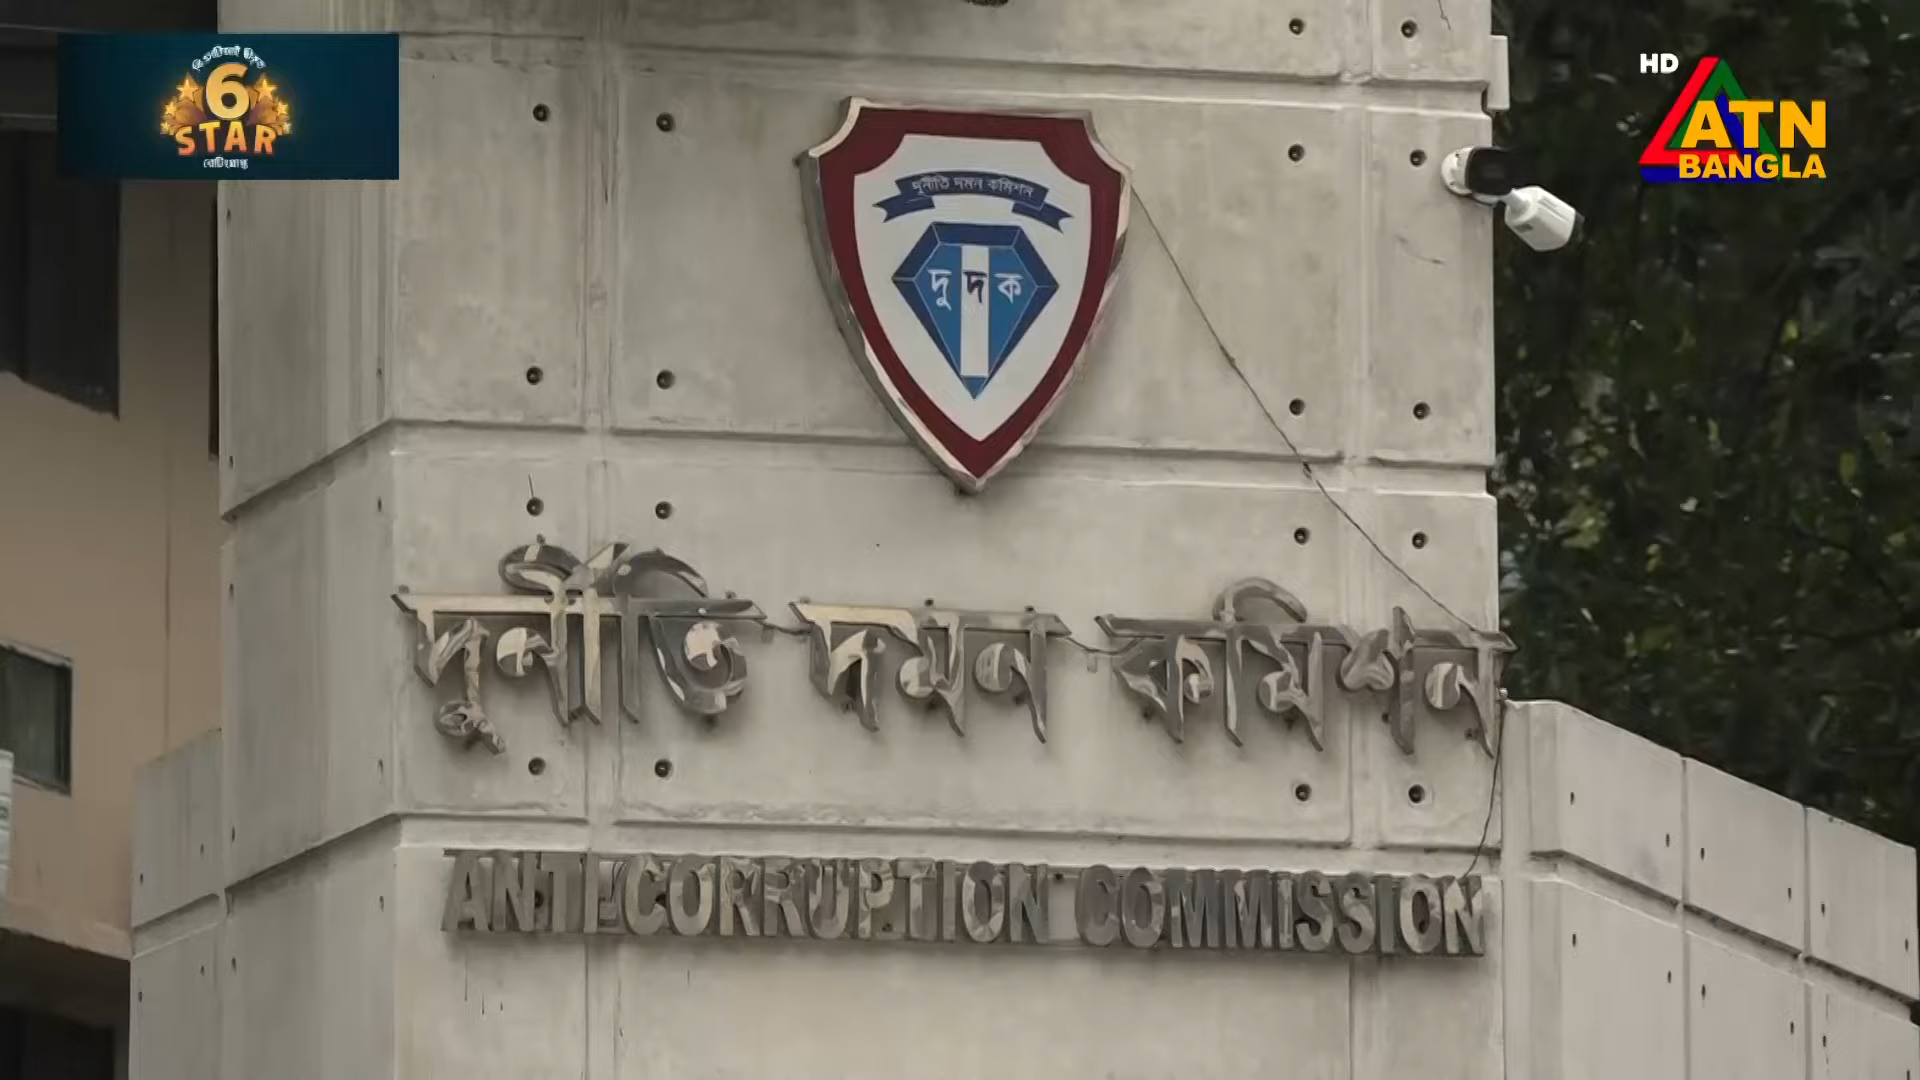 6
STAR
HD
ATN
BANGLA
দুর্নীতি দমন কমিশন
দুদক
দুর্নীতি দমন কমিশন
ANTI CORRUPTION COMMISSION